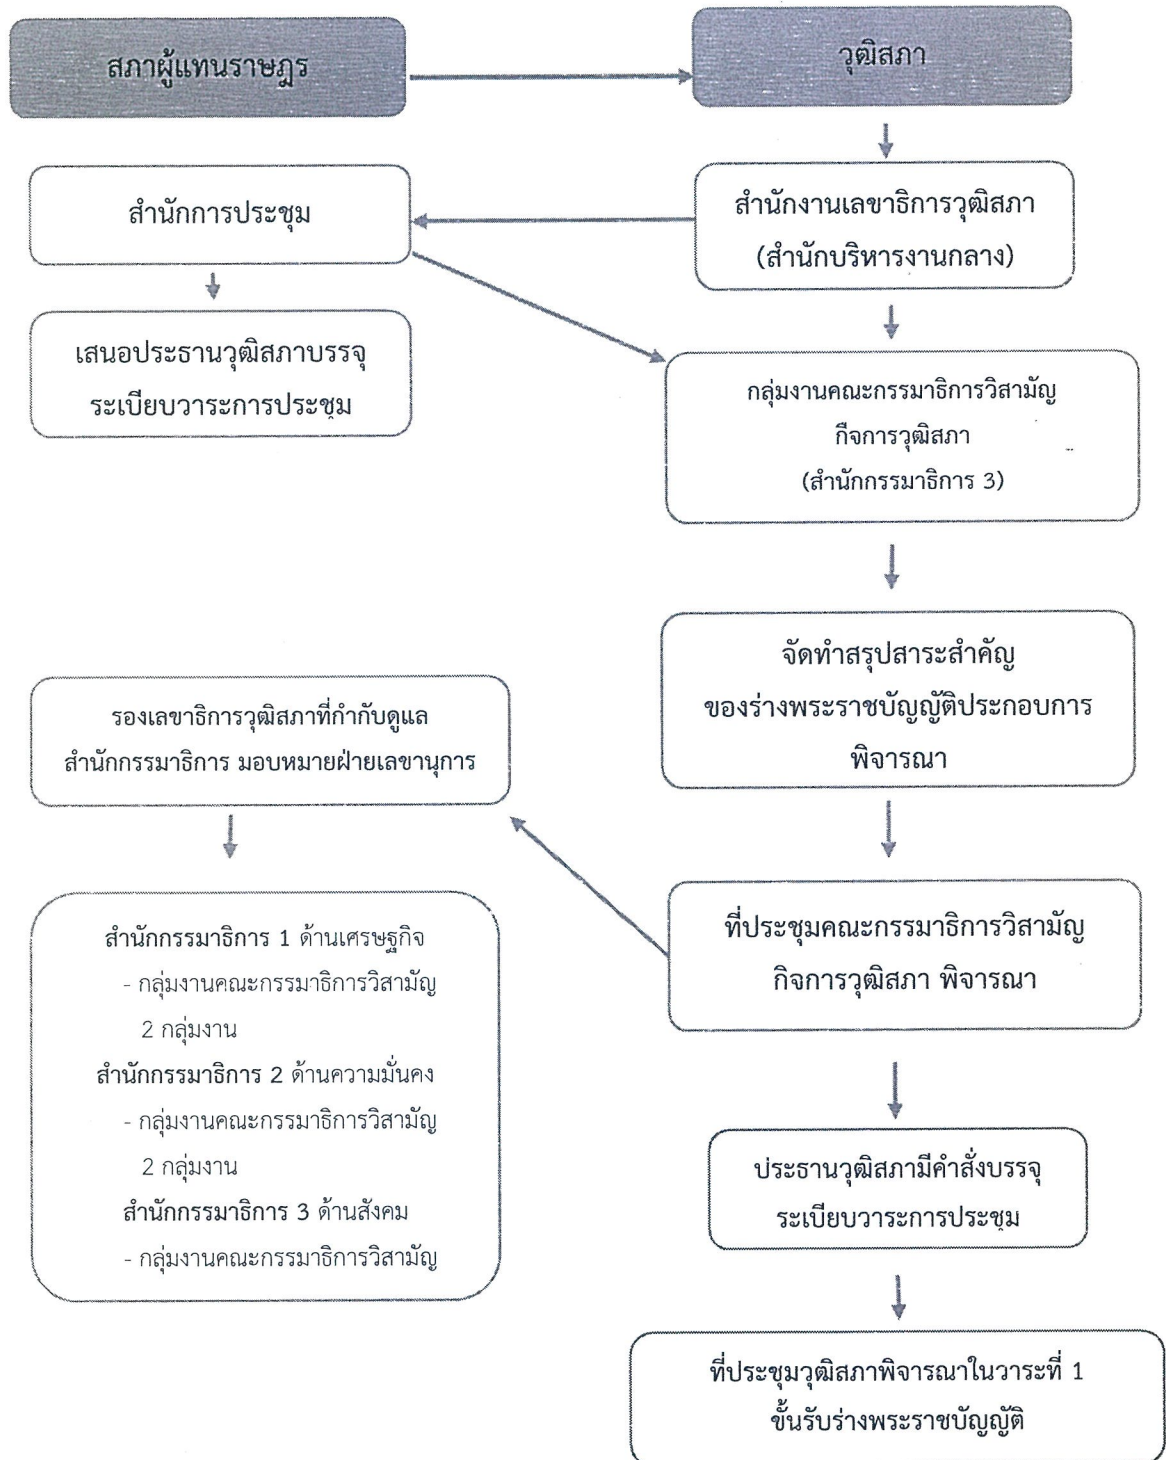 สภาผู้แทนราษฎร
วุฒิสภา
สำนักการประชุม
สำนักงานเลขาธิการวุฒิสภา
(สำนักบริหารงานกลาง)
เสนอประธานวุฒิสภาบรรจุ
ระเบียบวาระการประชุม
กลุ่มงานคณะกรรมาธิการวิสามัญ
กิจการวุฒิสภา
(สำนักกรรมาธิการ 3)
จัดทำสรุปสาระสำคัญ
ของร่างพระราชบัญญัติประกอบการ
พิจารณา
รองเลขาธิการวุฒิสภาที่กำกับดูแล
สำนักกรรมาธิการ มอบหมายฝ่ายเลขานุการ
ที่ประชุมคณะกรรมาธิการวิสามัญ
กิจการวุฒิสภา พิจารณา
สำนักกรรมาธิการ 1 ด้านเศรษฐกิจ
- กลุ่มงานคณะกรรมาธิการวิสามัญ
2 กลุ่มงาน
สำนักกรรมาธิการ 2 ด้านความมั่นคง
- กลุ่มงานคณะกรรมาธิการวิสามัญ
2 กลุ่มงาน
สำนักกรรมาธิการ 3 ด้านสังคม
- กลุ่มงานคณะกรรมาธิการวิสามัญ
ประธานวุฒิสภามีคำสั่งบรรจุ
ระเบียบวาระการประชุม
ที่ประชุมวุฒิสภาพิจารณาในวาระที่ 1
ขั้นรับร่างพระราชบัญญัติ